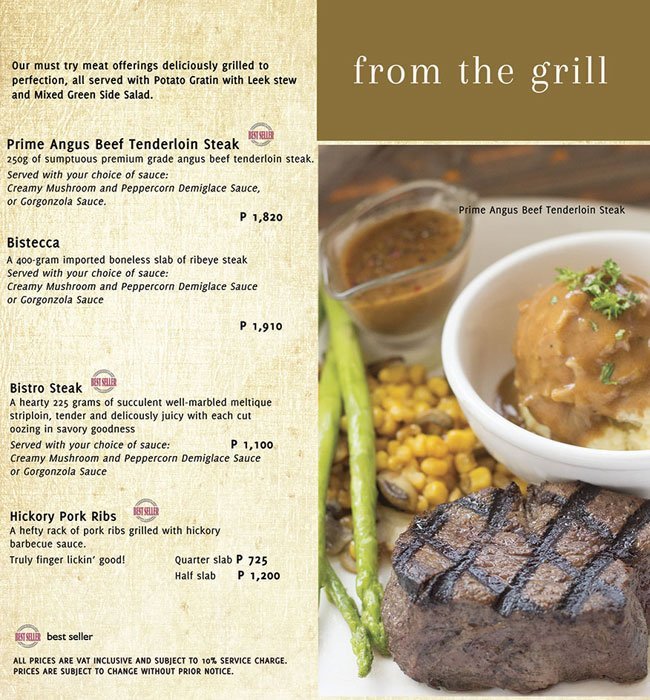 Our must try meat offerings deliciously grilled to
perfection, all served with Potato Gratin with Leek stew
and Mixed Green Side Salad.
Prime Angus Beef Tenderloin Steak BEST SELLER
250g of sumptuous premium grade angus beef tenderloin steak.
Served with your choice of sauce:
Creamy Mushroom and Peppercorn Demiglace Sauce,
or Gorgonzola Sauce.
P 1,820
Bistecca
A 400-gram imported boneless slab of ribeye steak
Served with your choice of sauce:
Creamy Mushroom and Peppercorn Demiglace Sauce
or Gorgonzola Sauce
P 1,910
Bistro Steak BEST SELLER
A hearty 225 grams of succulent well-marbled meltique
striploin, tender and delicously juicy with each cut
oozing in savory goodness
Served with your choice of sauce: P 1,100
Creamy Mushroom and Peppercorn Demiglace Sauce
or Gorgonzola Sauce
Hickory Pork Ribs BEST SELLER
A hefty rack of pork ribs grilled with hickory
barbecue sauce.
Truly finger lickin' good! Quarter slab P 725
Half slab P 1,200
BEST SELLER best seller
ALL PRICES ARE VAT INCLUSIVE AND SUBJECT TO 10% SERVICE CHARGE.
PRICES ARE SUBJECT TO CHANGE WITHOUT PRIOR NOTICE.
from the grill
Prime Angus Beef Tenderloin Steak